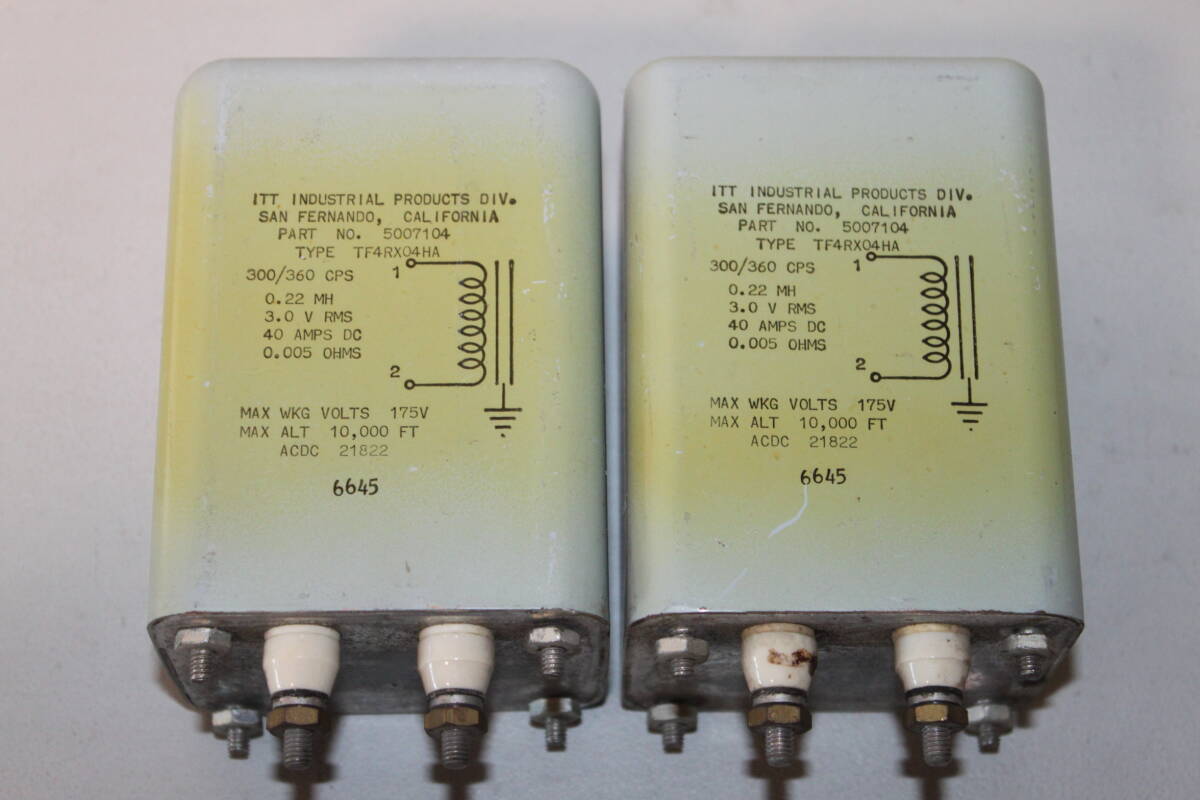 ITT INDUSTRIAL PRODUCTS DIV.
SAN FERNANDO, CALIFORNIA
PART NO. 5007104
TYPE TF4RX04HA
300/360 CPS
1
0.22 MH
3.0 V RMS
40 AMPS DC
0.005 OHMS
2
MAX WKG VOLTS 175V
MAX ALT 10,000 FT
ACDC 21822
6645
ITT INDUSTRIAL PRODUCTS DIV.
SAN FERNANDO, CALIFORNIA
PART NO. 5007104
TYPE TF4RX04HA
300/360 CPS
1
0.22 MH
3.0 V RMS
40 AMPS DC
0.005 OHMS
2
MAX WKG VOLTS 175V
MAX ALT 10,000 FT
ACDC 21822
6645